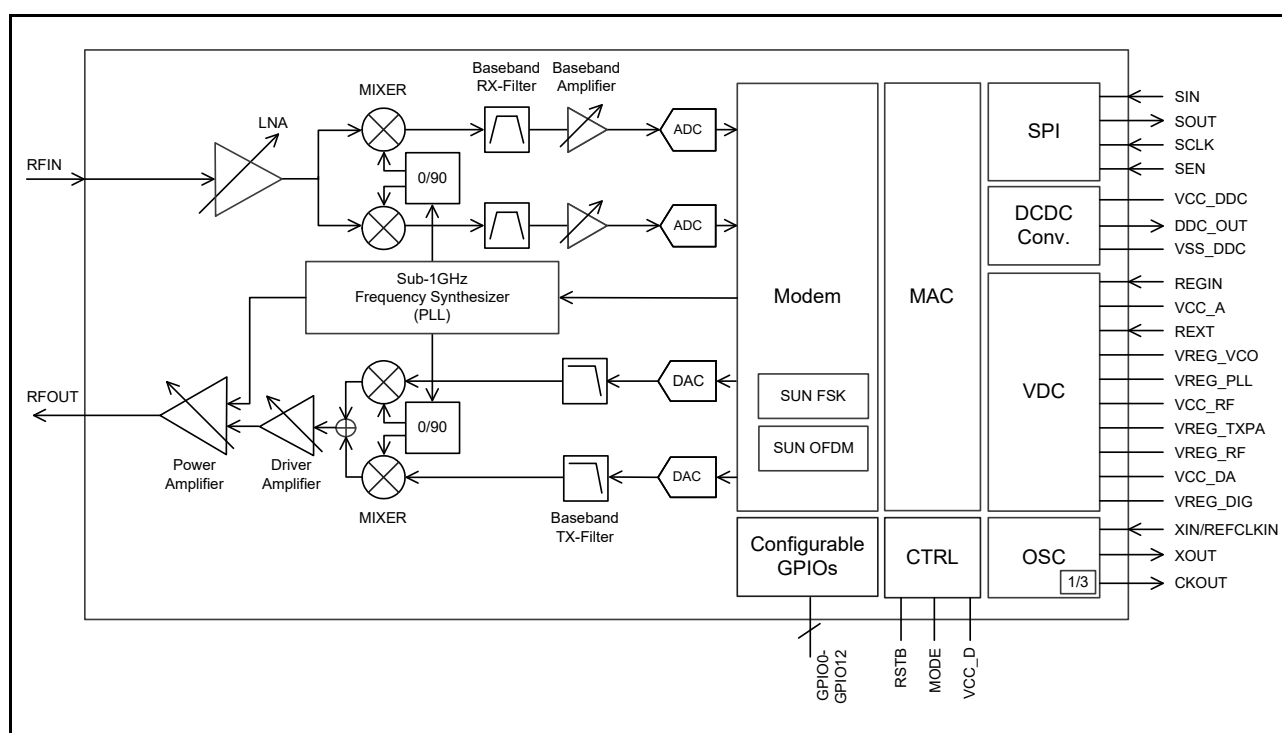 Baseband
RX-Filter
Baseband
Amplifier
MIXER
LNA
RFIN
ADC
0/90
ADC
Sub-1GHz
Frequency Synthesizer
(PLL)
RFOUT
Power
Amplifier
Driver
Amplifier
0/90
MIXER
DAC
DAC
Baseband
TX-Filter
Modem
SUN FSK
SUN OFDM
MAC
SPI
DCDC
Conv.
VDC
Configurable
GPIOs
CTRL
OSC
1/3
SIN
SOUT
SCLK
SEN
VCC_DDC
DDC_OUT
VSS_DDC
REGIN
VCC_A
REXT
VREG_VCO
VREG_PLL
VCC_RF
VREG_TXPA
VREG_RF
VCC_DA
VREG_DIG
XIN/REFCLKIN
XOUT
CKOUT
GPIO0-
GPIO12
RSTB
MODE
VCC_D